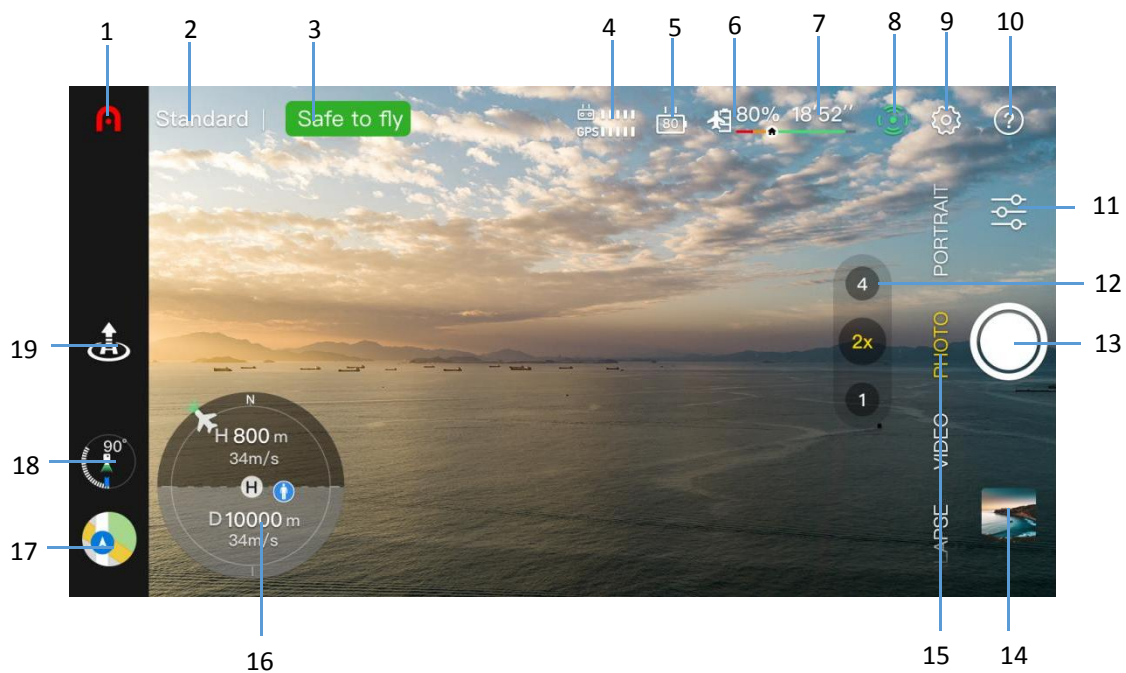 1 2 3 4 5 6 7 8 9 10
Standard | Safe to fly
GPS
80
80% 18'52''
?
PORTRAIT
11
4
12
2x
PHOTO
13
1
VIDEO
LAPSE
14
15
N
H 800 m
34m/s
H
D 10000 m
34m/s
16
19
90°
18
17